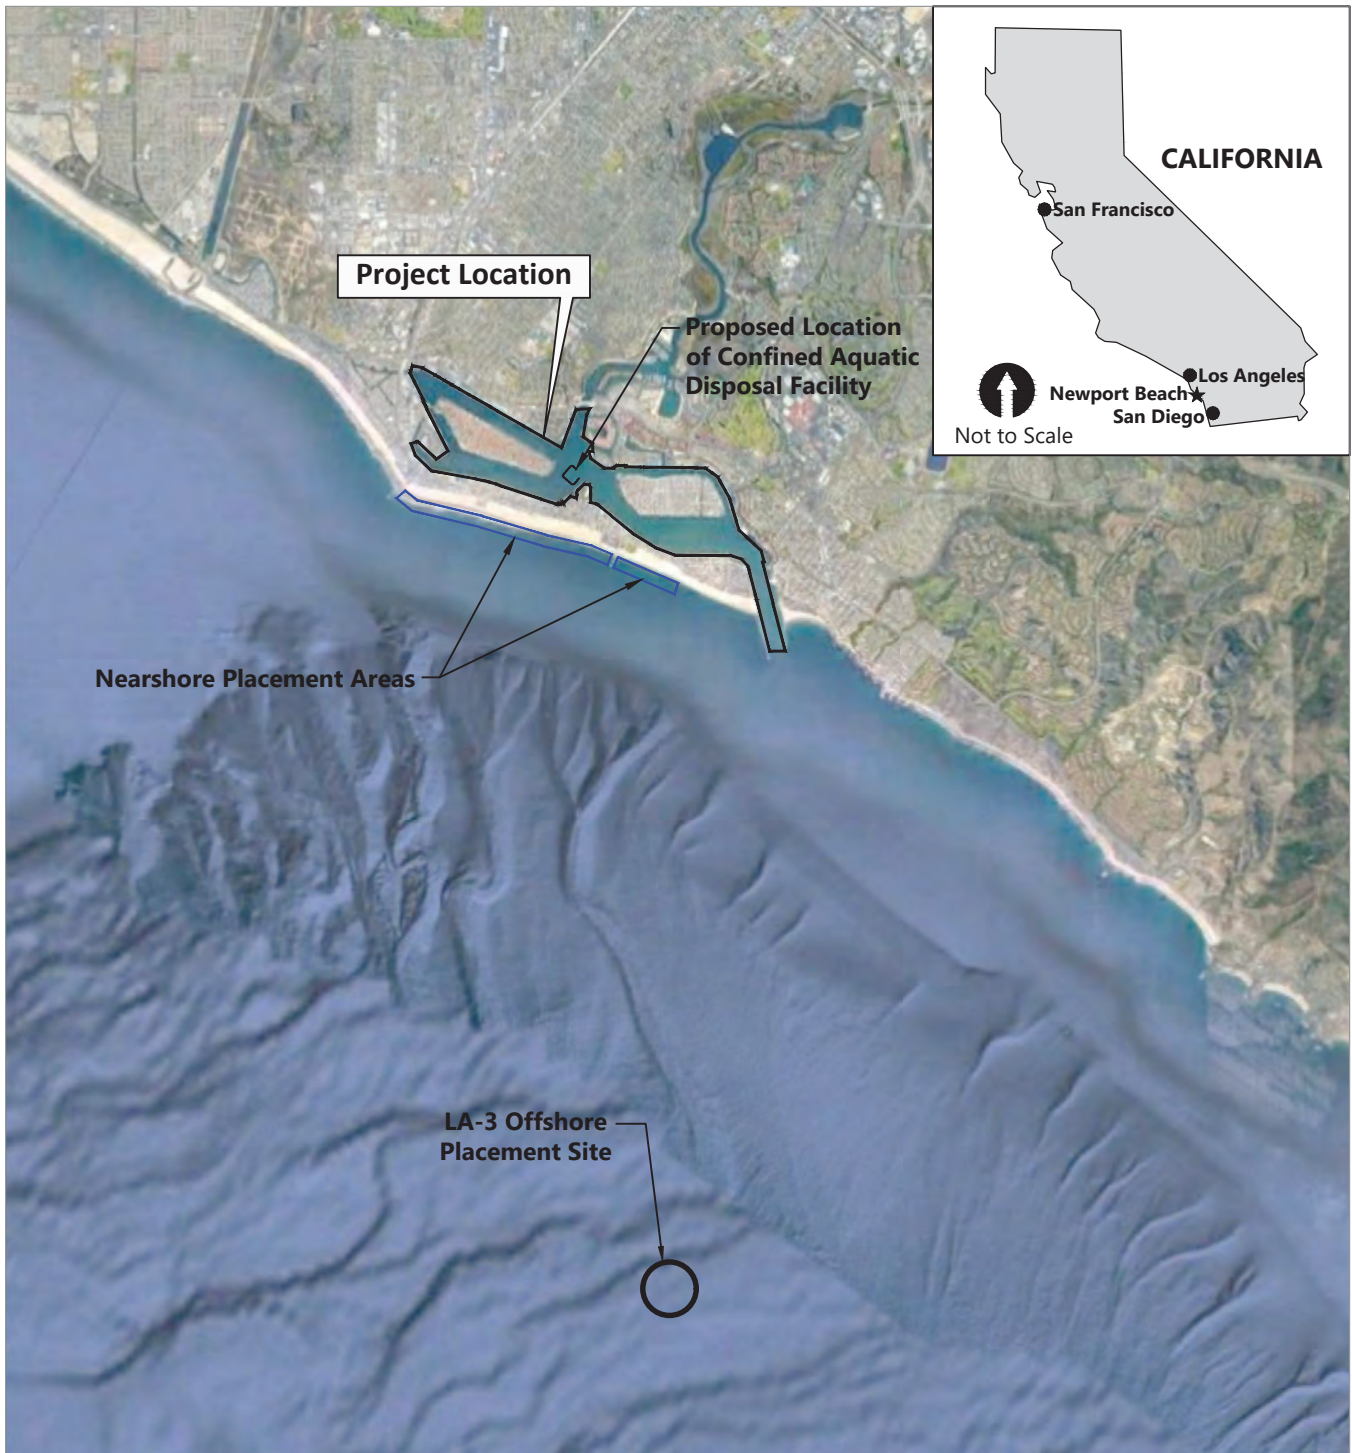 CALIFORNIA
San Francisco
Los Angeles
Newport Beach
San Diego
Not to Scale
Project Location
Proposed Location
of Confined Aquatic
Disposal Facility
Nearshore Placement Areas
LA-3 Offshore
Placement Site